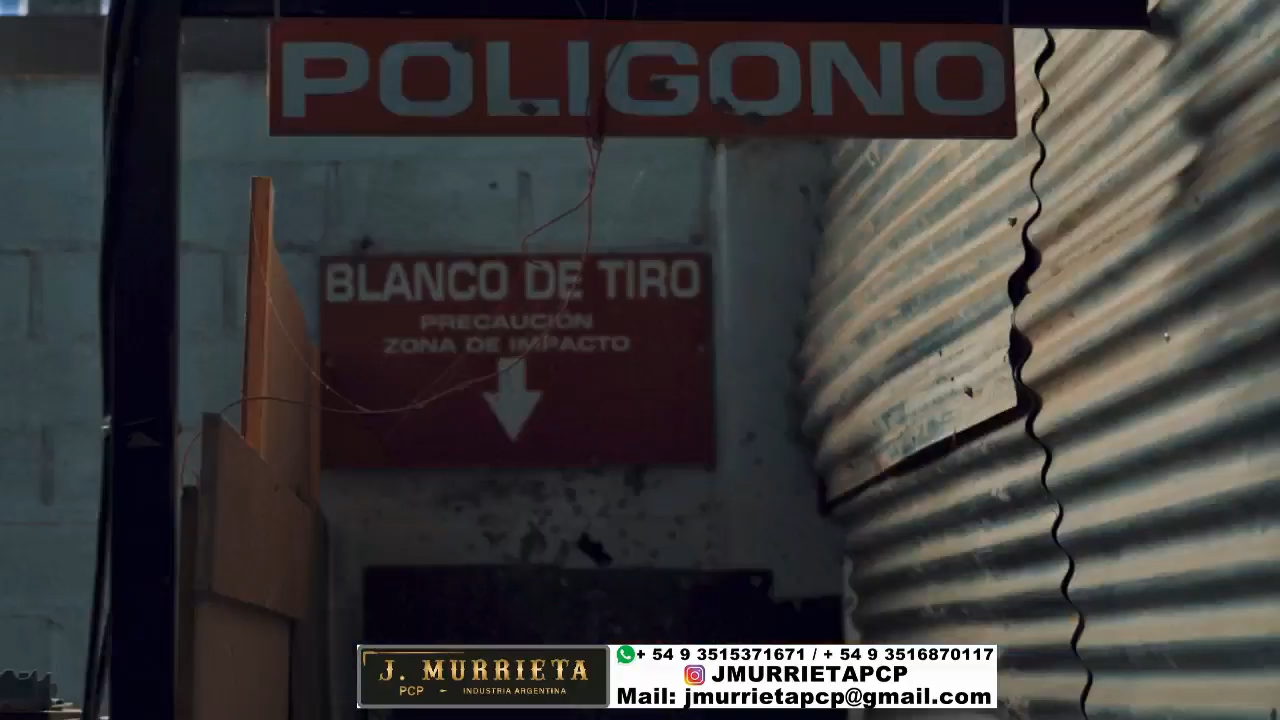 POLIGONO
BLANCO DE TIRO
PRECAUCIÓN
ZONA DE IMPACTO
J. MURRIETA
PCP - INDUSTRIA ARGENTINA
+ 54 9 3515371671 / + 54 9 3516870117
JMURRIETAPCP
Mail: jmurrietapcp@gmail.com